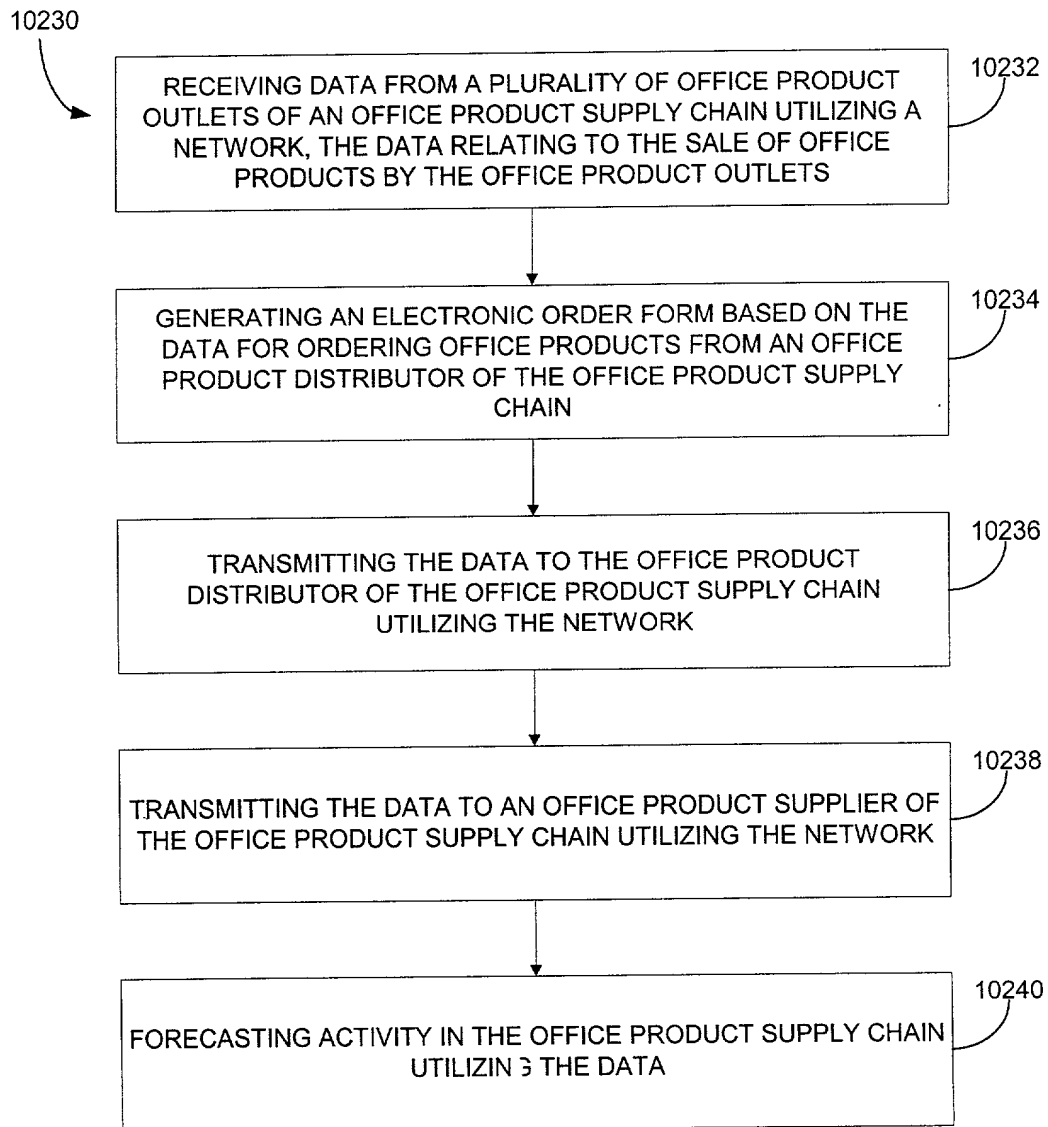 10230
RECEIVING DATA FROM A PLURALITY OF OFFICE PRODUCT
OUTLETS OF AN OFFICE PRODUCT SUPPLY CHAIN UTILIZING A
NETWORK, THE DATA RELATING TO THE SALE OF OFFICE
PRODUCTS BY THE OFFICE PRODUCT OUTLETS
10232
GENERATING AN ELECTRONIC ORDER FORM BASED ON THE
DATA FOR ORDERING OFFICE PRODUCTS FROM AN OFFICE
PRODUCT DISTRIBUTOR OF THE OFFICE PRODUCT SUPPLY
CHAIN
10234
TRANSMITTING THE DATA TO THE OFFICE PRODUCT
DISTRIBUTOR OF THE OFFICE PRODUCT SUPPLY CHAIN
UTILIZING THE NETWORK
10236
TRANSMITTING THE DATA TO AN OFFICE PRODUCT SUPPLIER OF
THE OFFICE PRODUCT SUPPLY CHAIN UTILIZING THE NETWORK
10238
FORECASTING ACTIVITY IN THE OFFICE PRODUCT SUPPLY CHAIN
UTILIZING THE DATA
10240